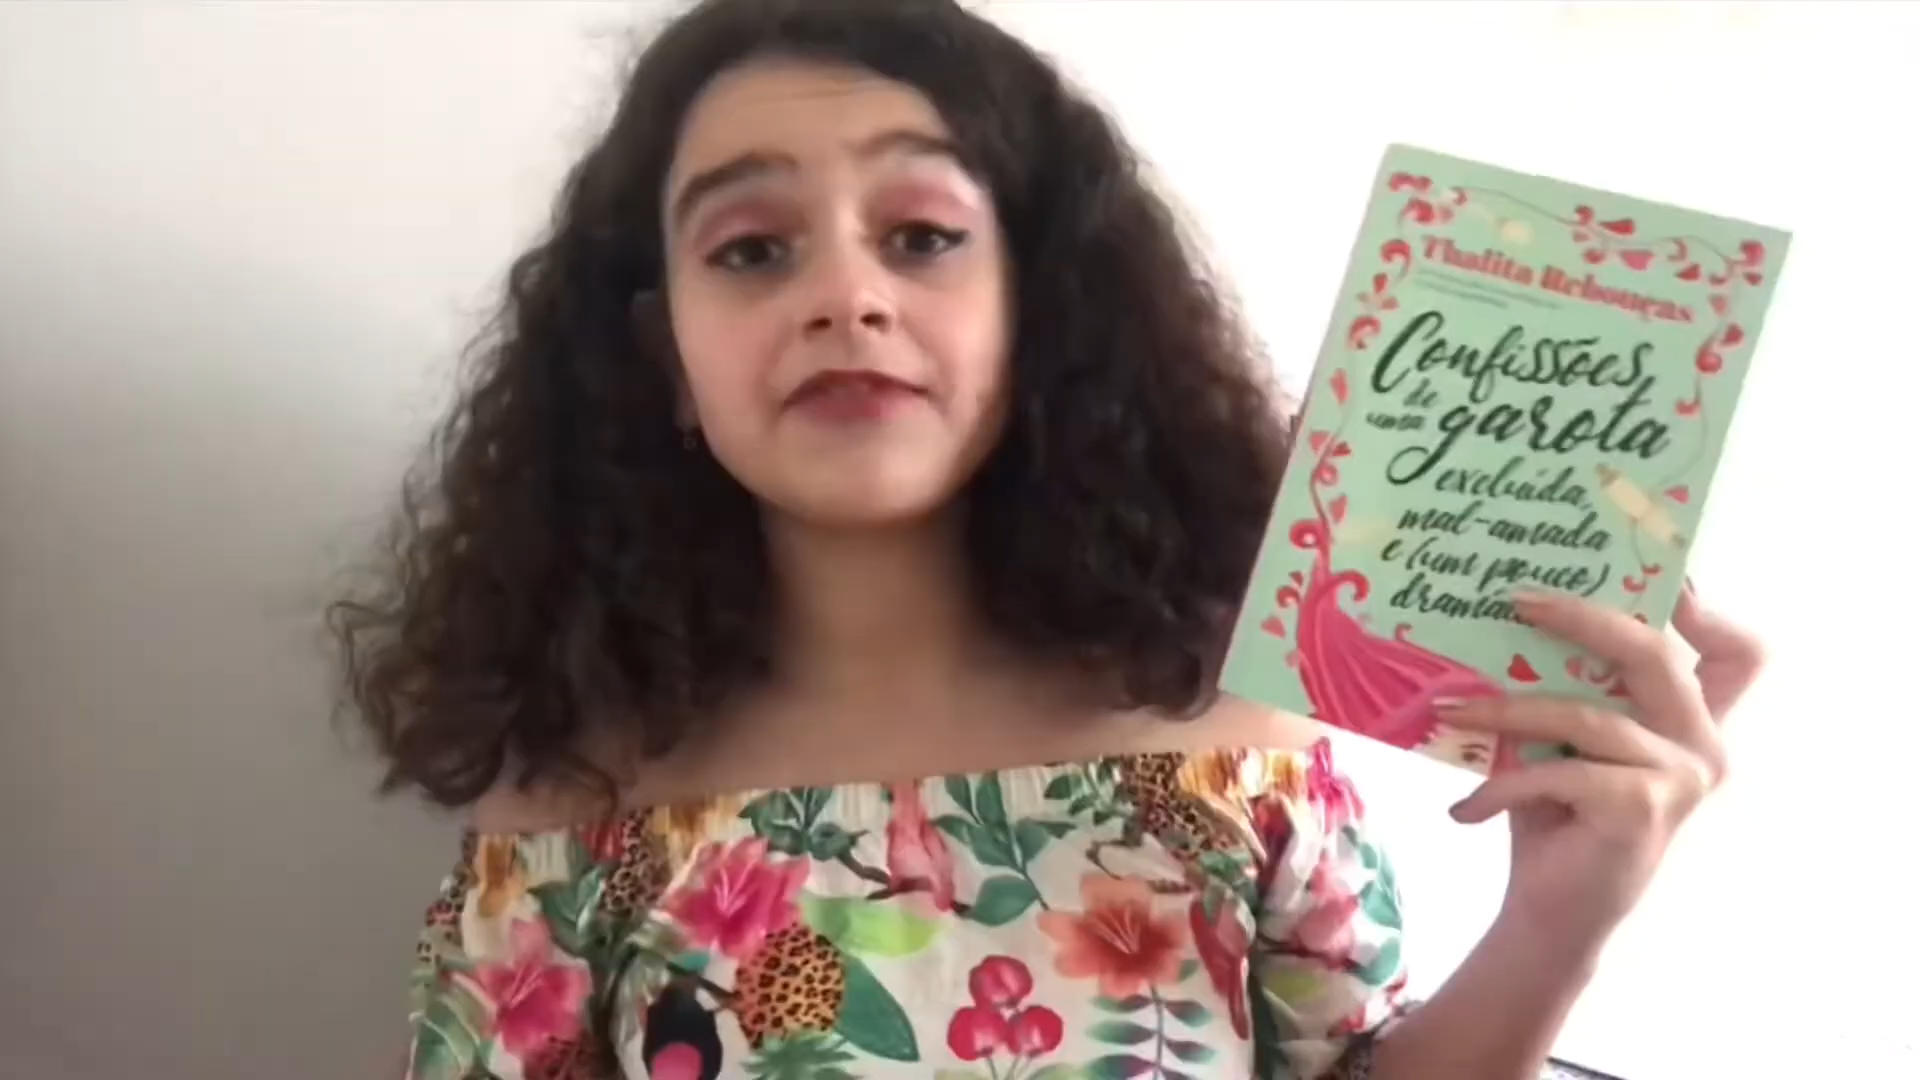 Thalita Rebouças
Confissões
de
uma garota
excluída,
mal-amada
e (um pouco)